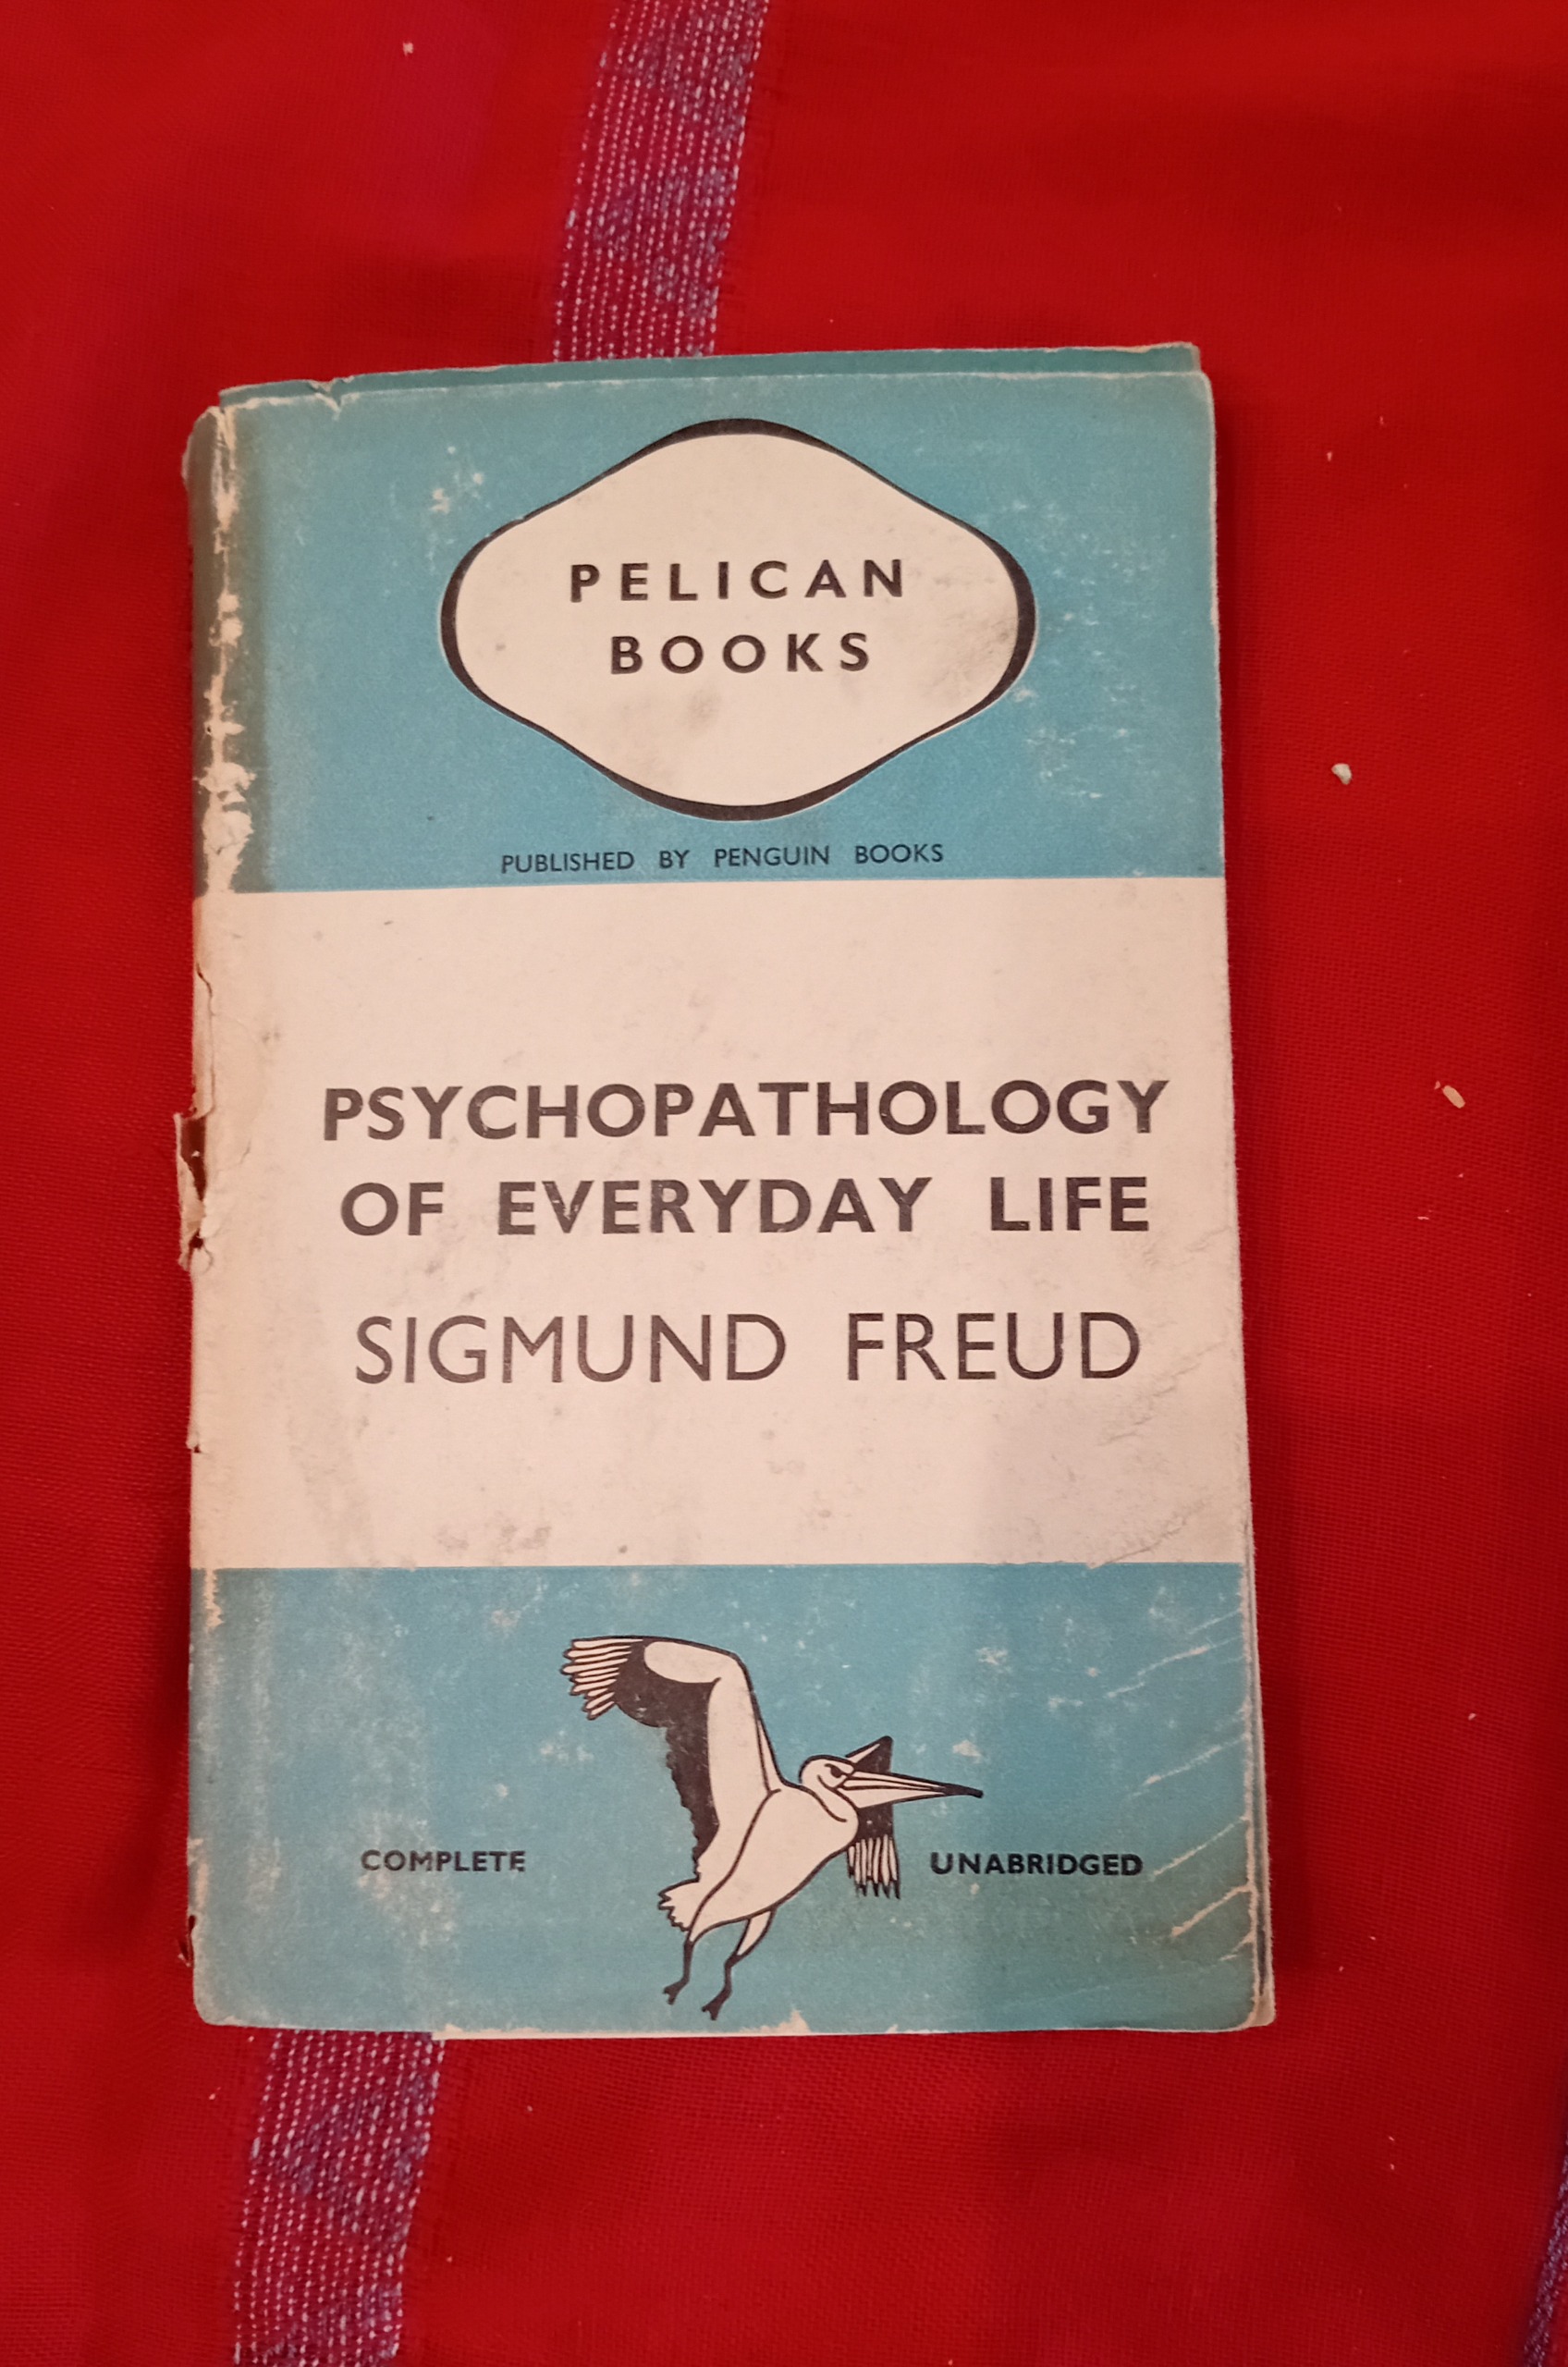 PELICAN
BOOKS
PUBLISHED BY PENGUIN BOOKS
PSYCHOPATHOLOGY
OF EVERYDAY LIFE
SIGMUND FREUD
COMPLETE UNABRIDGED